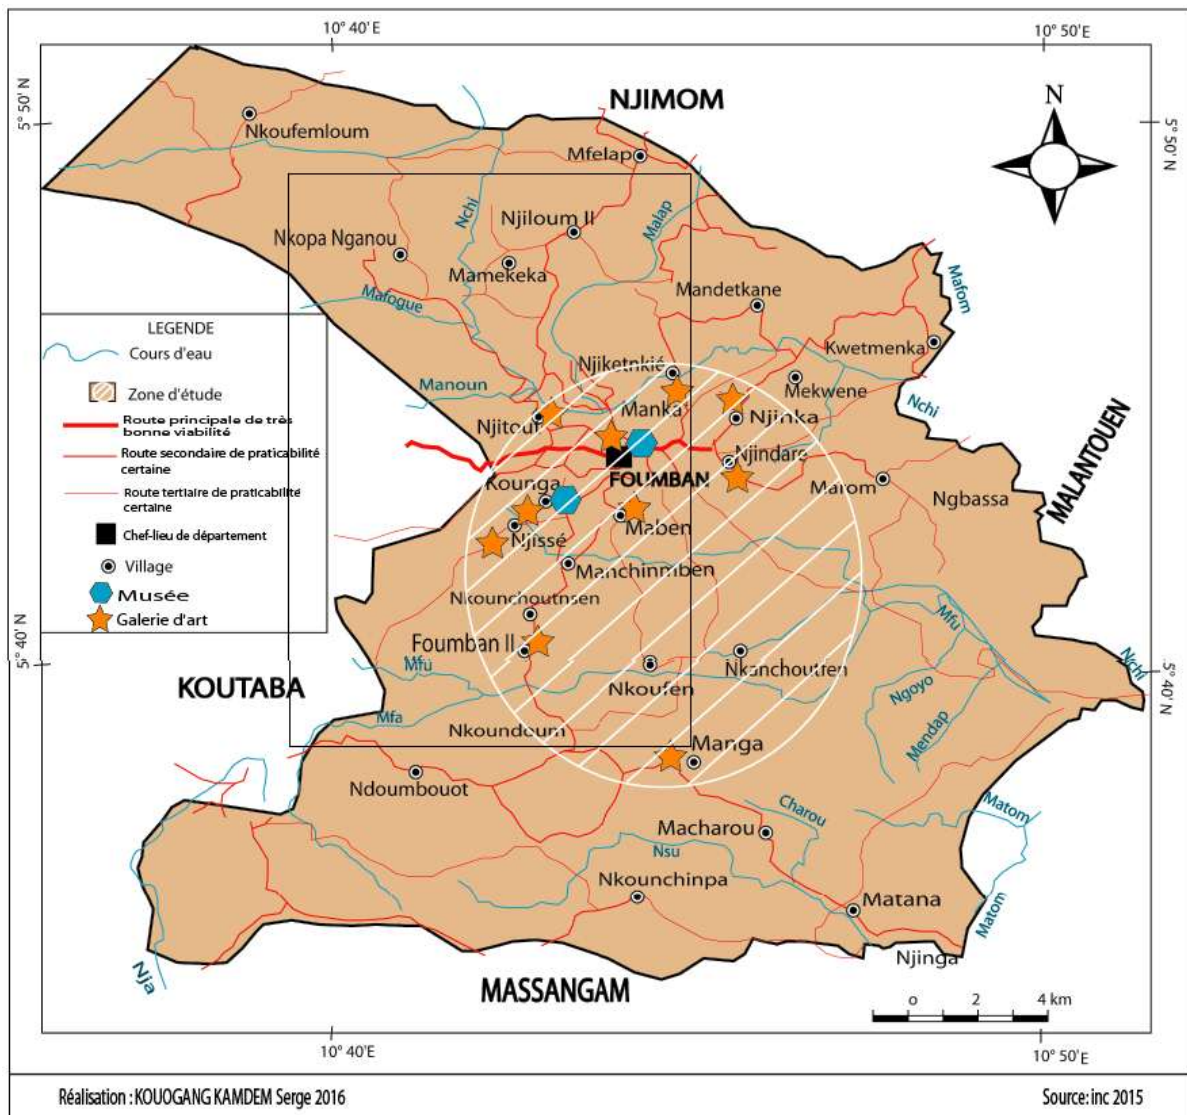 10° 40' E
10° 50' E
5° 50' N
5° 50' N
NJIMOM
N
Nkoufemloum
Mfelap
Nchi
Njiloum II
Malap
Nkopa Nganou
Mamekeka
Mafogue
Mandetkane
Mafom
Kwetmenka
LEGENDE
Cours d'eau
Zone d'étude
Route principale de très
bonne viabilité
Route secondaire de praticabilité
certaine
Route tertiaire de praticabilité
certaine
Chef-lieu de département
Village
Musée
Galerie d'art
Njiketnkié
Manoun
Manka
Mekwene
Nchi
Njitout
Njinka
MALANTOUEN
Njindare
FOUMBAN
Kounga
Marom
Ngbassa
Njissé
Maben
Manchinmben
Nkounchoutnsen
Mfu
Foumban II
Mfu
Nkanchoutren
Nchi
5° 40' N
5° 40' N
KOUTABA
Nkoufen
Ngoyo
Mfa
Nkoundoum
Mendap
Manga
Ndoumbouot
Charou
Matom
Macharou
Nsu
Nkounchinpa
Matana
Matom
Nja
Njinga
MASSANGAM
0 2 4 km
10° 40'E
10° 50' E
Réalisation : KOUOGANG KAMDEM Serge 2016
Source: inc 2015